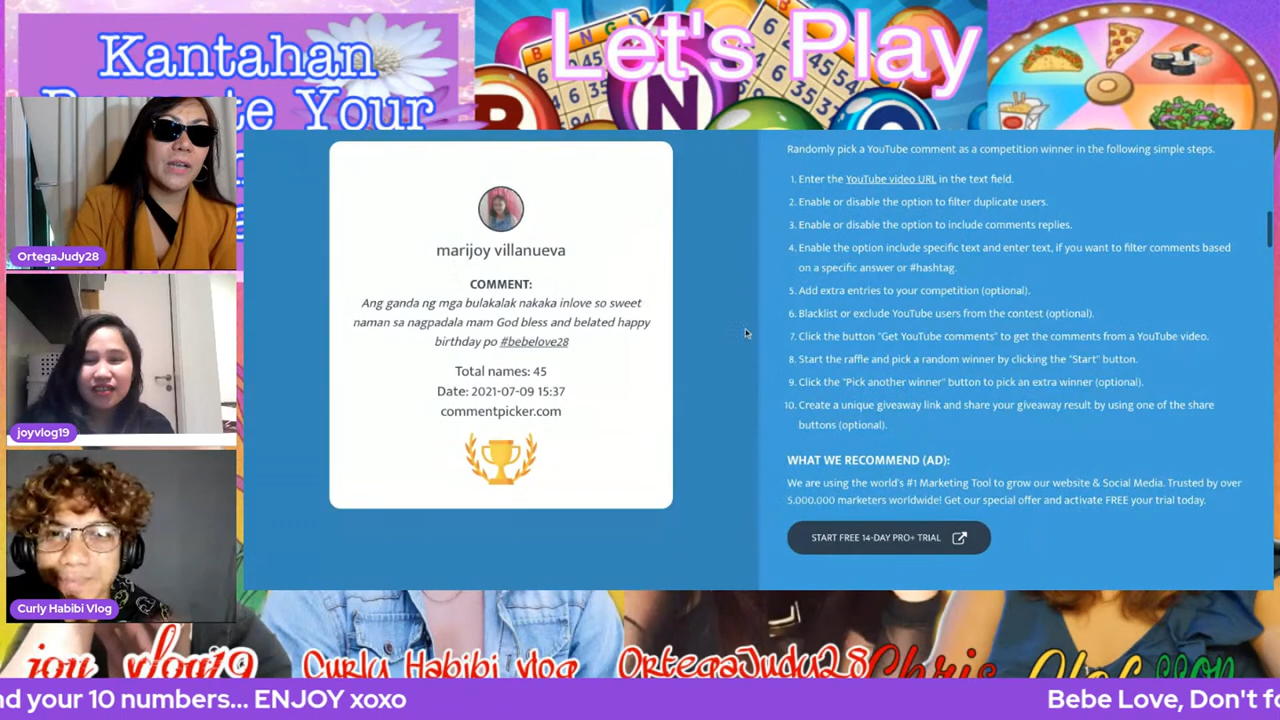 Kantahan
te Your
Let's Play
B I N G
N
OrtegaJudy28
joyvlog19
Curly Habibi Vlog
marijoy villanueva
COMMENT:
Ang ganda ng mga bulakalak nakaka inlove so sweet
naman sa nagpadala mam God bless and belated happy
birthday po #bebelove28
Total names: 45
Date: 2021-07-09 15:37
commentpicker.com
Randomly pick a YouTube comment as a competition winner in the following simple steps.
1. Enter the YouTube video URL in the text field.
2. Enable or disable the option to filter duplicate users.
3. Enable or disable the option to include comments replies.
4. Enable the option include specific text and enter text, if you want to filter comments based
on a specific answer or #hashtag.
5. Add extra entries to your competition (optional).
6. Blacklist or exclude YouTube users from the contest (optional).
7. Click the button "Get YouTube comments" to get the comments from a YouTube video.
8. Start the raffle and pick a random winner by clicking the "Start" button.
9. Click the "Pick another winner" button to pick an extra winner (optional).
10. Create a unique giveaway link and share your giveaway result by using one of the share
buttons (optional).
WHAT WE RECOMMEND (AD):
We are using the world's #1 Marketing Tool to grow our website & Social Media. Trusted by over
5.000.000 marketers worldwide! Get our special offer and activate FREE your trial today.
START FREE 14-DAY PRO+ TRIAL
joy vlog19
Curly Habibi vlog
OrtegaJudy28
Chris
nd your 10 numbers... ENJOY xoxo
Bebe Love, Don't fo